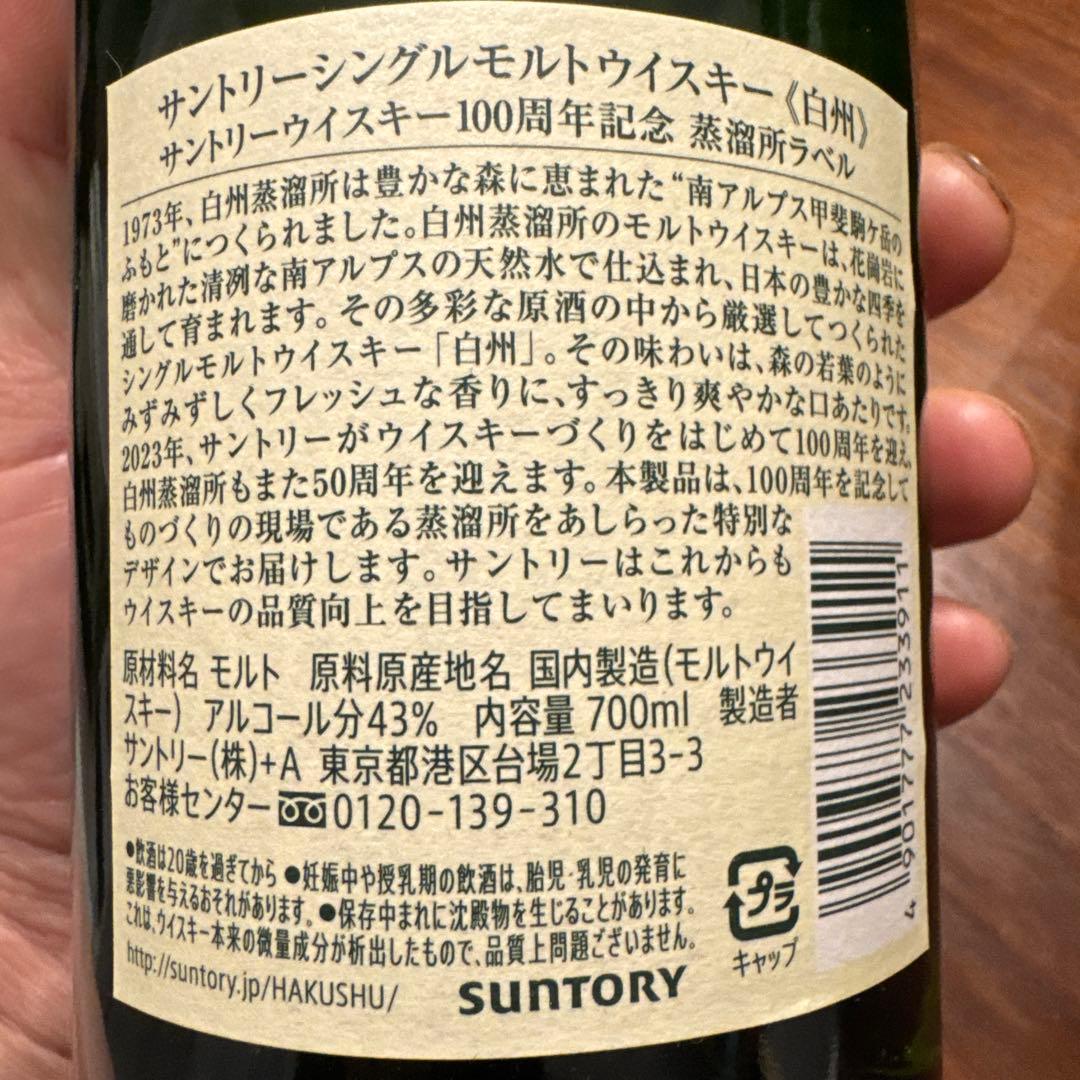 サントリーシングルモルトウイスキー《白州》
サントリーウイスキー100周年記念 蒸溜所ラベル
1973年、白州蒸溜所は豊かな森に恵まれた“南アルプス甲斐駒ケ岳の
ふもと”につくられました。白州蒸溜所のモルトウイスキーは、花崗岩に
磨かれた清冽な南アルプスの天然水で仕込まれ、日本の豊かな四季を
通して育まれます。その多彩な原酒の中から厳選してつくられた
シングルモルトウイスキー「白州」。その味わいは、森の若葉のように
みずみずしくフレッシュな香りに、すっきり爽やかな口あたりです。
2023年、サントリーがウイスキーづくりをはじめて100周年を迎え、
白州蒸溜所もまた50周年を迎えます。本製品は、100周年を記念して
ものづくりの現場である蒸溜所をあしらった特別な
デザインでお届けします。サントリーはこれからも
ウイスキーの品質向上を目指してまいります。
原材料名 モルト 原料原産地名 国内製造(モルトウイ
スキー) アルコール分43% 内容量 700ml 製造者
サントリー(株)+A 東京都港区台場2丁目3-3
お客様センター 0120-139-310
●飲酒は20歳を過ぎてから ●妊娠中や授乳期の飲酒は、胎児・乳児の発育に
悪影響を与えるおそれがあります。●保存中まれに沈殿物を生じることがあります。
これは、ウイスキー本来の微量成分が析出したもので、品質上問題ございません。
http://suntory.jp/HAKUSHU/
SUNTORY
プラ
キャップ
4 901777 233911